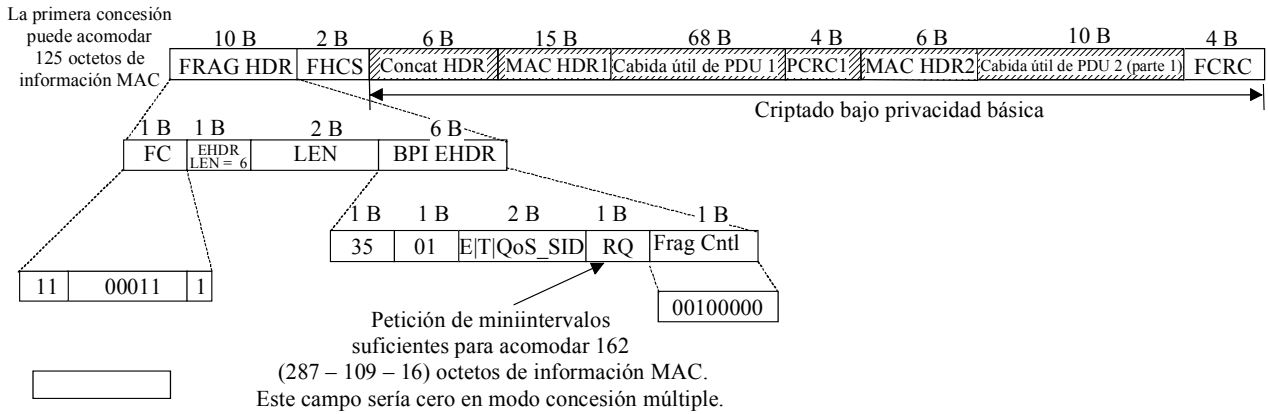 La primera concesión
puede acomodar
125 octetos de
información MAC
10 B 2 B 6 B 15 B 68 B 4 B 6 B 10 B 4 B
FRAG HDR FHCS Concat HDR MAC HDR1 Cabida útil de PDU 1 PCRC1 MAC HDR2 Cabida útil de PDU 2 (parte 1) FCRC
Criptado bajo privacidad básica
1 B 1 B 2 B 6 B
FC EHDR LEN = 6 LEN BPI EHDR
1 B 1 B 2 B 1 B 1 B
35 01 E|T|QoS_SID RQ Frag Cntl
11 00011 1
00100000
Petición de miniintervalos
suficientes para acomodar 162
(287 – 109 – 16) octetos de información MAC.
Este campo sería cero en modo concesión múltiple.